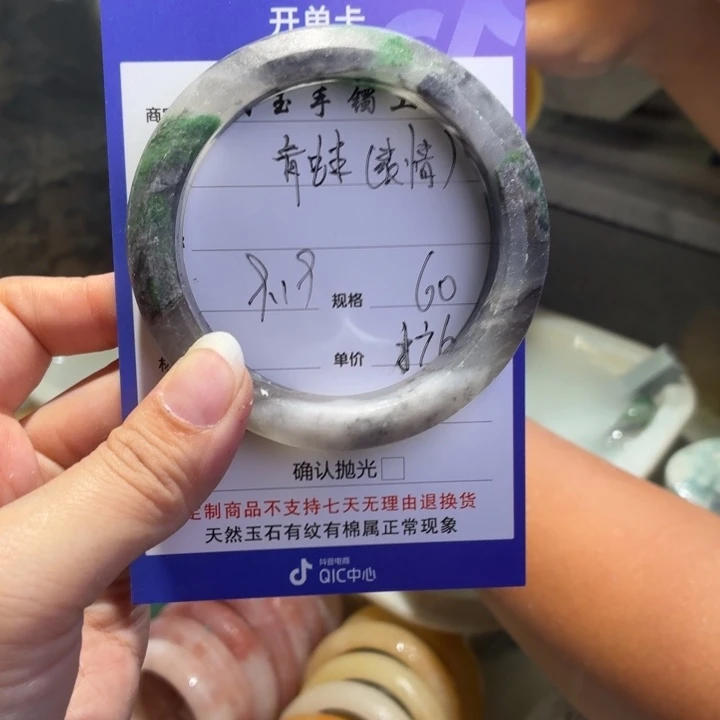 开单卡
玉手镯
青蛙(表情)
规格 60
单价
确认抛光
定制商品不支持七天无理由退换货
天然玉石有纹有棉属正常现象
抖音电商
QIC中心